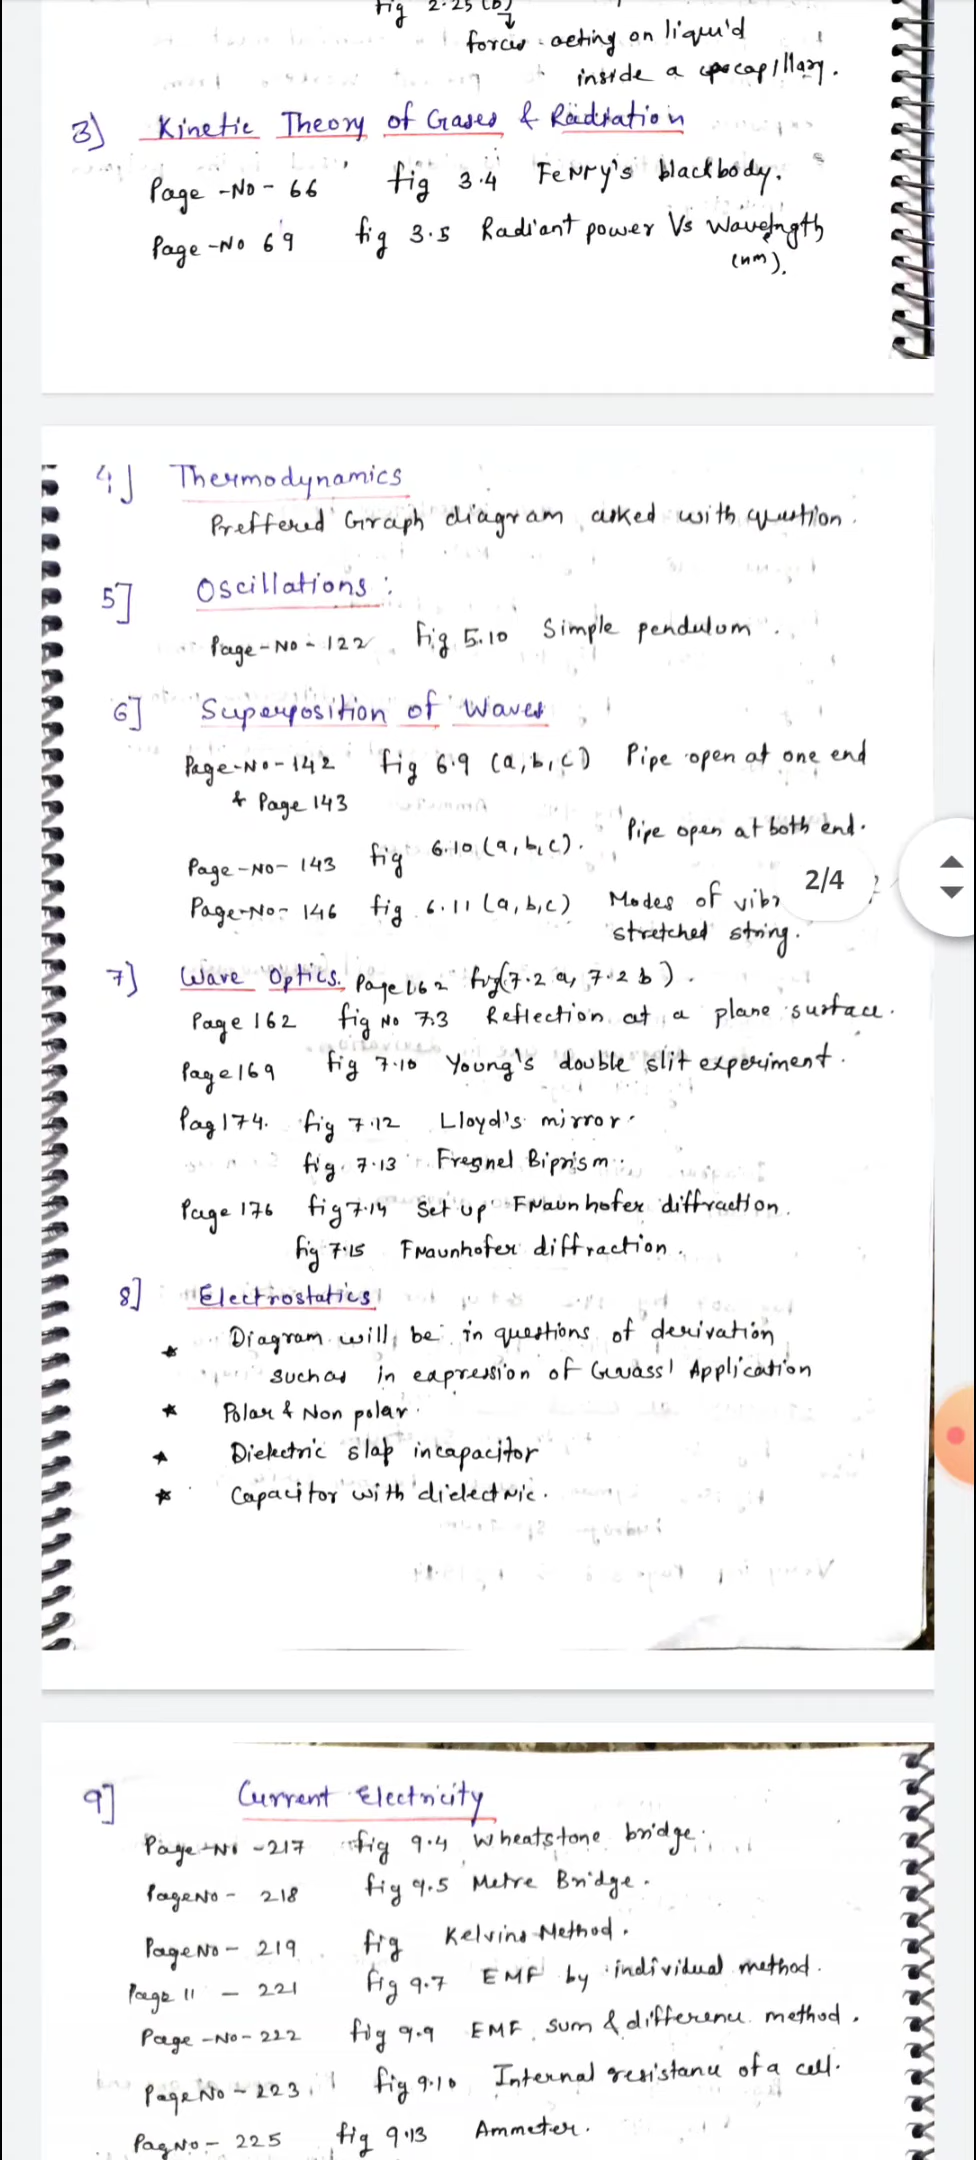 fig 2.25 (b)
forces acting on liquid
inside a capillary.
3) Kinetic Theory of Gases & Radiation
Page -No - 66 fig 3.4 Ferry's blackbody.
Page -No 69 fig 3.5 Radiant power Vs Wavelngth
(nm).
4] Thermodynamics
Preffered Graph diagram asked with question.
5] Oscillations :
Page - No - 122 Fig 5.10 Simple pendulum.
6] Superposition of Waves
Page-No-142 fig 6.9 (a, b, c) Pipe open at one end
& Page 143
Pipe open at both end.
Page -No- 143 fig 6.10 (a, b, c).
2/4
Page-No- 146 fig 6.11 (a, b, c) Modes of vibr
stretched string.
7] Wave Optics. Page 162 fig (7.2 a, 7.2 b).
Page 162 fig No 7.3 Reflection at a plane surface.
Page 169 fig 7.10 Young's double slit experiment.
Pag 174. fig 7.12 Lloyd's mirror.
fig. 7.13 Fresnel Biprism.
Page 176 fig 7.14 Set up Fraunhofer diffraction.
fig 7.15 Fraunhofer diffraction.
8] Electrostatics
★ Diagram will be in questions of derivation
such as in expression of Gauss' Application
★ Polar & Non polar.
★ Dielectric slap in capacitor
★ Capacitor with dielectric.
9] Current Electricity
Page -No -217 fig 9.4 Wheatstone bridge.
Page No - 218 fig 9.5 Metre Bridge.
Page No - 219 fig Kelvins Method.
Page 11 - 221 fig 9.7 EMF by individual method.
Page -No- 222 fig 9.9 EMF sum & difference method.
Page No - 223 fig 9.10 Internal resistance of a cell.
Pag No - 225 fig 9.13 Ammeter.